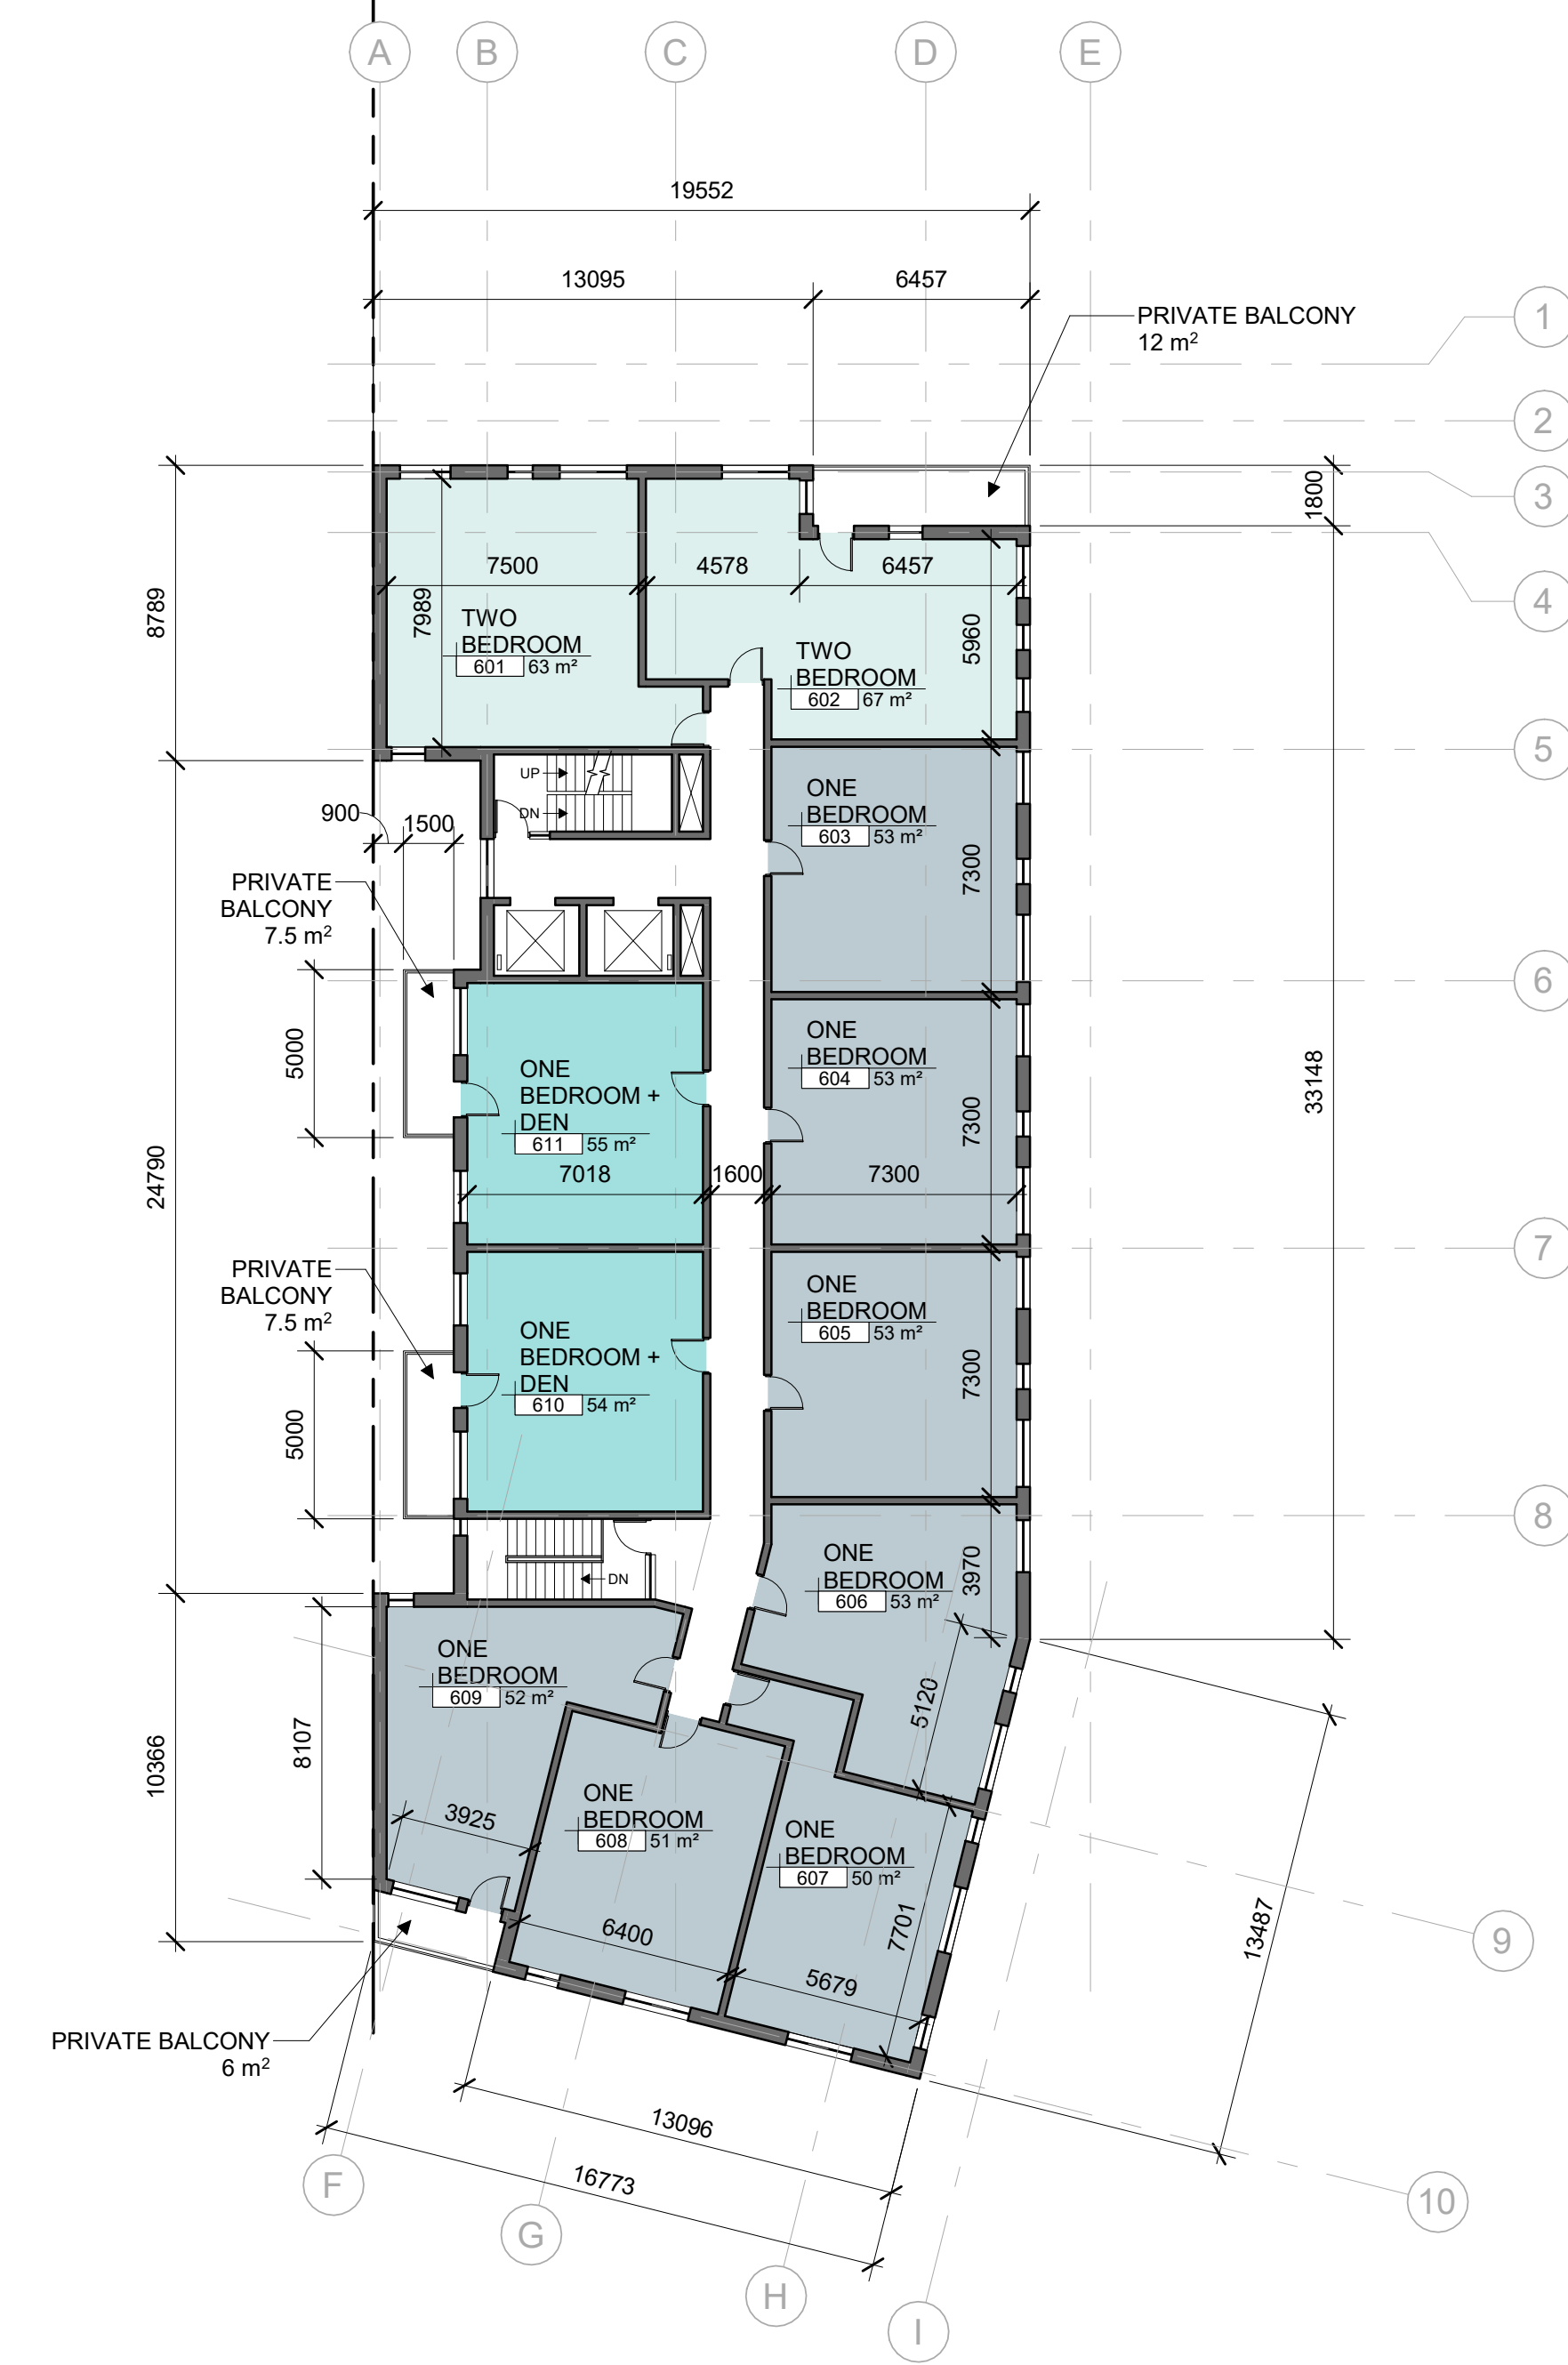 A
B
C
D
E
19552
13095
6457
PRIVATE BALCONY
12 m²
1
2
3
4
5
6
7
8
9
10
8789
1800
7500
4578
6457
7989
5960
TWO
BEDROOM
601 63 m²
TWO
BEDROOM
602 67 m²
UP
DN
900
1500
ONE
BEDROOM
603 53 m²
7300
PRIVATE
BALCONY
7.5 m²
5000
ONE
BEDROOM
604 53 m²
7300
33148
ONE
BEDROOM +
DEN
611 55 m²
7018
1600
7300
24790
PRIVATE
BALCONY
7.5 m²
5000
ONE
BEDROOM
605 53 m²
7300
ONE
BEDROOM +
DEN
610 54 m²
DN
ONE
BEDROOM
606 53 m²
3970
5120
ONE
BEDROOM
609 52 m²
8107
10366
3925
ONE
BEDROOM
608 51 m²
6400
ONE
BEDROOM
607 50 m²
7701
5679
13487
PRIVATE BALCONY
6 m²
13096
16773
F
G
H
I